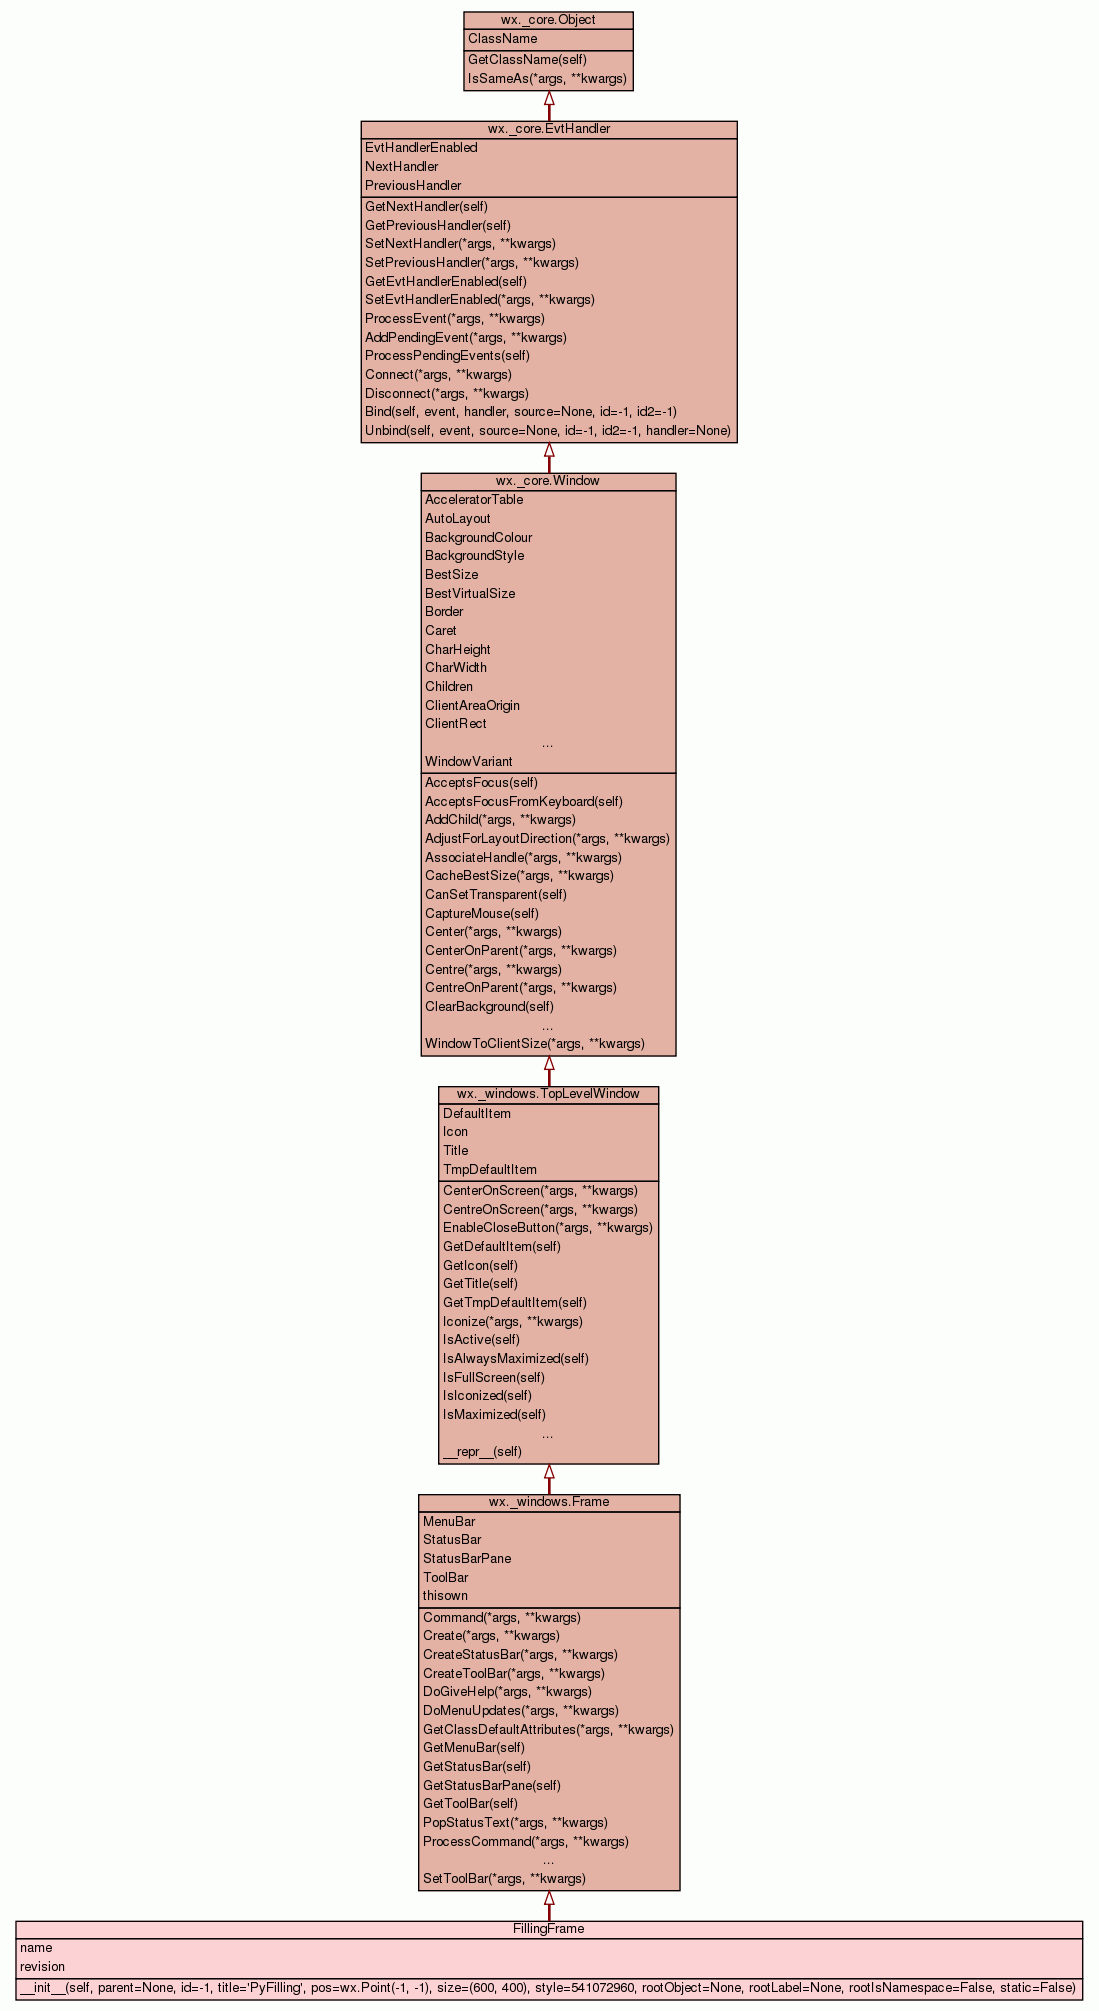 wx._core.Object
ClassName
GetClassName(self)
IsSameAs(*args, **kwargs)
wx._core.EvtHandler
EvtHandlerEnabled
NextHandler
PreviousHandler
GetNextHandler(self)
GetPreviousHandler(self)
SetNextHandler(*args, **kwargs)
SetPreviousHandler(*args, **kwargs)
GetEvtHandlerEnabled(self)
SetEvtHandlerEnabled(*args, **kwargs)
ProcessEvent(*args, **kwargs)
AddPendingEvent(*args, **kwargs)
ProcessPendingEvents(self)
Connect(*args, **kwargs)
Disconnect(*args, **kwargs)
Bind(self, event, handler, source=None, id=-1, id2=-1)
Unbind(self, event, source=None, id=-1, id2=-1, handler=None)
wx._core.Window
AcceleratorTable
AutoLayout
BackgroundColour
BackgroundStyle
BestSize
BestVirtualSize
Border
Caret
CharHeight
CharWidth
Children
ClientAreaOrigin
ClientRect
...
WindowVariant
AcceptsFocus(self)
AcceptsFocusFromKeyboard(self)
AddChild(*args, **kwargs)
AdjustForLayoutDirection(*args, **kwargs)
AssociateHandle(*args, **kwargs)
CacheBestSize(*args, **kwargs)
CanSetTransparent(self)
CaptureMouse(self)
Center(*args, **kwargs)
CenterOnParent(*args, **kwargs)
Centre(*args, **kwargs)
CentreOnParent(*args, **kwargs)
ClearBackground(self)
...
WindowToClientSize(*args, **kwargs)
wx._windows.TopLevelWindow
DefaultItem
Icon
Title
TmpDefaultItem
CenterOnScreen(*args, **kwargs)
CentreOnScreen(*args, **kwargs)
EnableCloseButton(*args, **kwargs)
GetDefaultItem(self)
GetIcon(self)
GetTitle(self)
GetTmpDefaultItem(self)
Iconize(*args, **kwargs)
IsActive(self)
IsAlwaysMaximized(self)
IsFullScreen(self)
IsIconized(self)
IsMaximized(self)
...
__repr__(self)
wx._windows.Frame
MenuBar
StatusBar
StatusBarPane
ToolBar
thisown
Command(*args, **kwargs)
Create(*args, **kwargs)
CreateStatusBar(*args, **kwargs)
CreateToolBar(*args, **kwargs)
DoGiveHelp(*args, **kwargs)
DoMenuUpdates(*args, **kwargs)
GetClassDefaultAttributes(*args, **kwargs)
GetMenuBar(self)
GetStatusBar(self)
GetStatusBarPane(self)
GetToolBar(self)
PopStatusText(*args, **kwargs)
ProcessCommand(*args, **kwargs)
...
SetToolBar(*args, **kwargs)
FillingFrame
name
revision
__init__(self, parent=None, id=-1, title='PyFilling', pos=wx.Point(-1, -1), size=(600, 400), style=541072960, rootObject=None, rootLabel=None, rootIsNamespace=False, static=False)